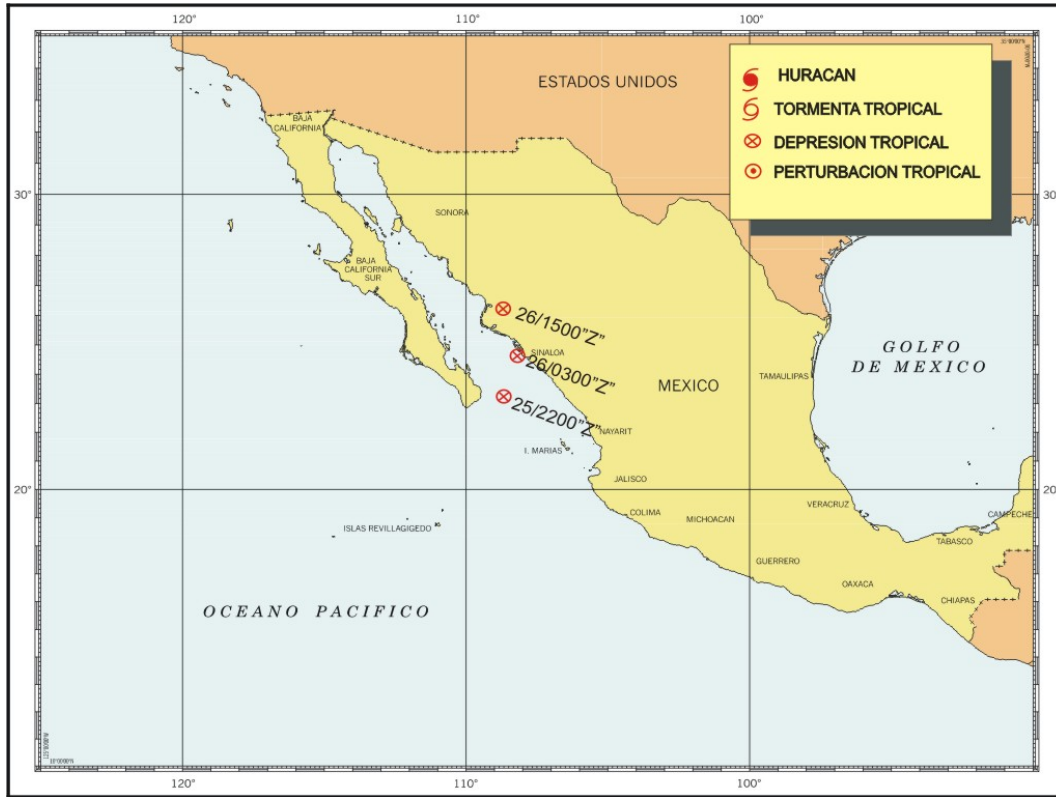 120°
110°
100°
ESTADOS UNIDOS
HURACAN
TORMENTA TROPICAL
DEPRESION TROPICAL
PERTURBACION TROPICAL
BAJA
CALIFORNIA
30°
30°
SONORA
BAJA
CALIFORNIA
SUR
26/1500"Z"
SINALOA
26/0300"Z"
MEXICO
TAMAULIPAS
GOLFO
DE MEXICO
25/2200"Z"
NAYARIT
I. MARIAS
JALISCO
20°
20°
COLIMA
MICHOACAN
VERACRUZ
CAMPECHE
ISLAS REVILLAGIGEDO
TABASCO
GUERRERO
OAXACA
CHIAPAS
OCEANO PACIFICO
120°
110°
100°